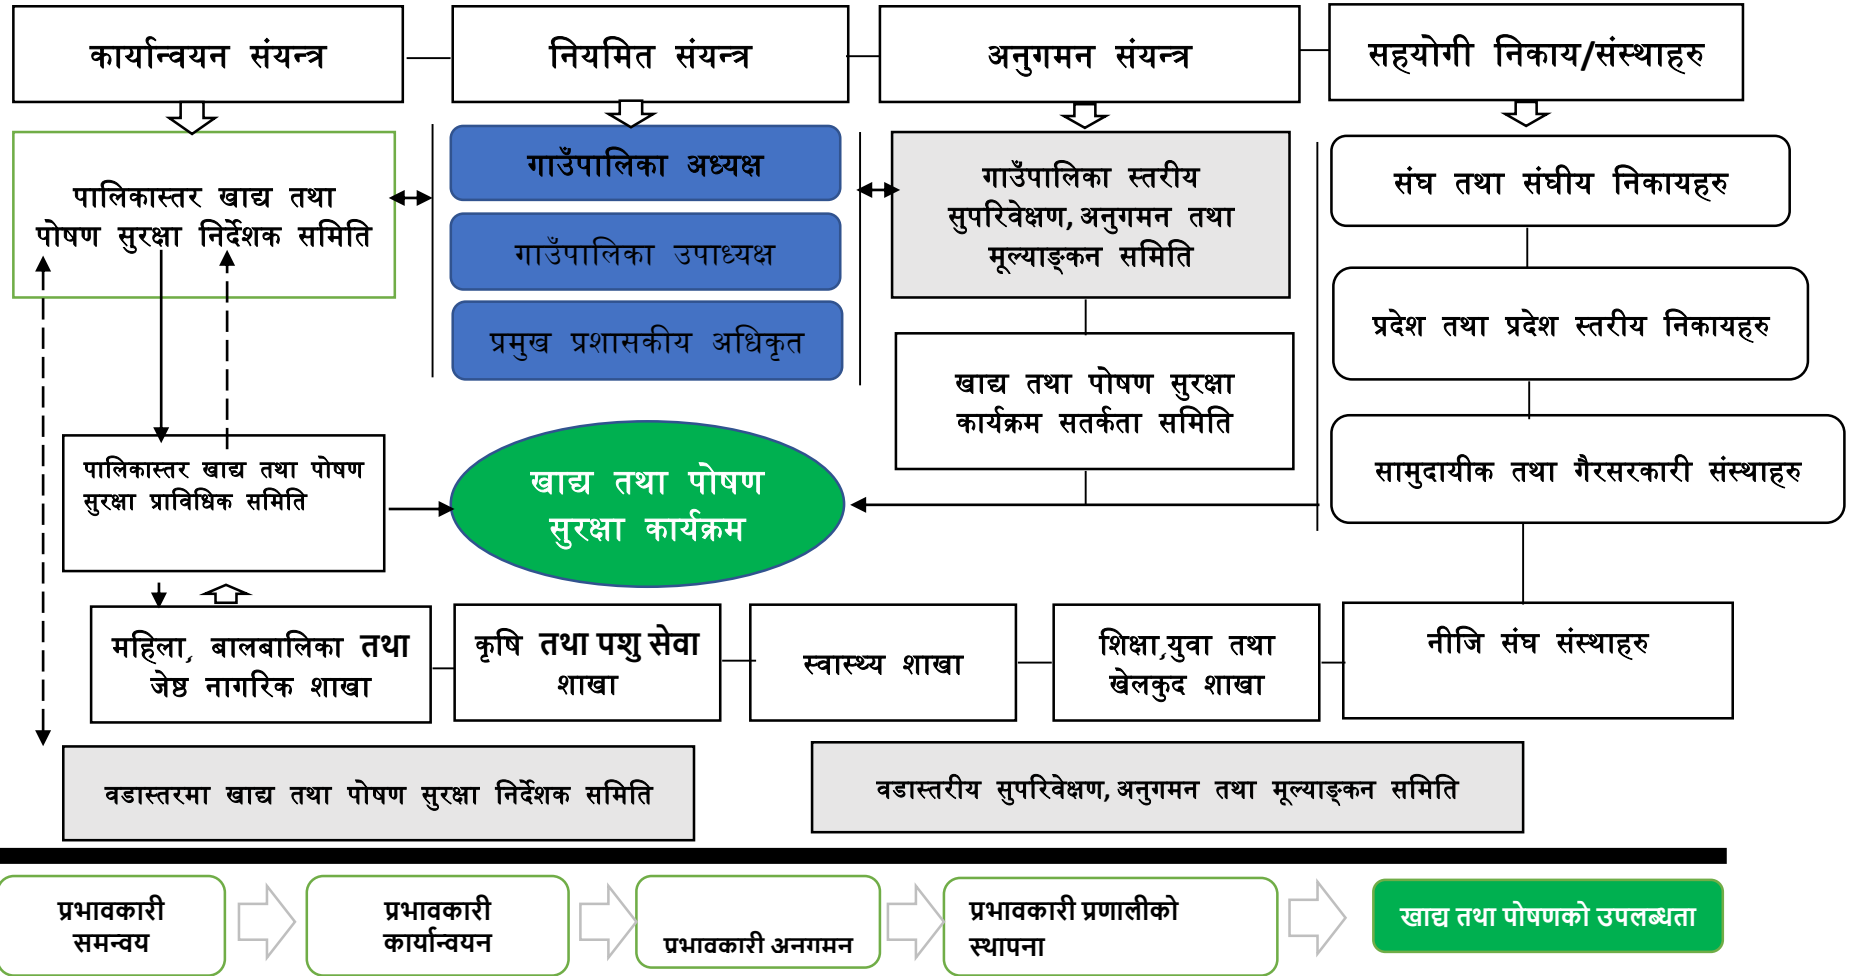 कार्यान्वयन संयन्त्र
नियमित संयन्त्र
अनुगमन संयन्त्र
सहयोगी निकाय/संस्थाहरु
पालिकास्तर खाद्य तथा
पोषण सुरक्षा निर्देशक समिति
गाउँपालिका अध्यक्ष
गाउँपालिका उपाध्यक्ष
प्रमुख प्रशासकीय अधिकृत
गाउँपालिका स्तरीय
सुपरिवेक्षण, अनुगमन तथा
मूल्याङ्कन समिति
संघ तथा संघीय निकायहरु
प्रदेश तथा प्रदेश स्तरीय निकायहरु
खाद्य तथा पोषण सुरक्षा
कार्यक्रम सतर्कता समिति
सामुदायीक तथा गैरसरकारी संस्थाहरु
पालिकास्तर खाद्य तथा पोषण
सुरक्षा प्राविधिक समिति
खाद्य तथा पोषण
सुरक्षा कार्यक्रम
महिला, बालबालिका तथा
जेष्ठ नागरिक शाखा
कृषि तथा पशु सेवा
शाखा
स्वास्थ्य शाखा
शिक्षा,युवा तथा
खेलकुद शाखा
नीजि संघ संस्थाहरु
वडास्तरमा खाद्य तथा पोषण सुरक्षा निर्देशक समिति
वडास्तरीय सुपरिवेक्षण, अनुगमन तथा मूल्याङ्कन समिति
प्रभावकारी
समन्वय
प्रभावकारी
कार्यान्वयन
प्रभावकारी अनुगमन
प्रभावकारी प्रणालीको
स्थापना
खाद्य तथा पोषणको उपलब्धता